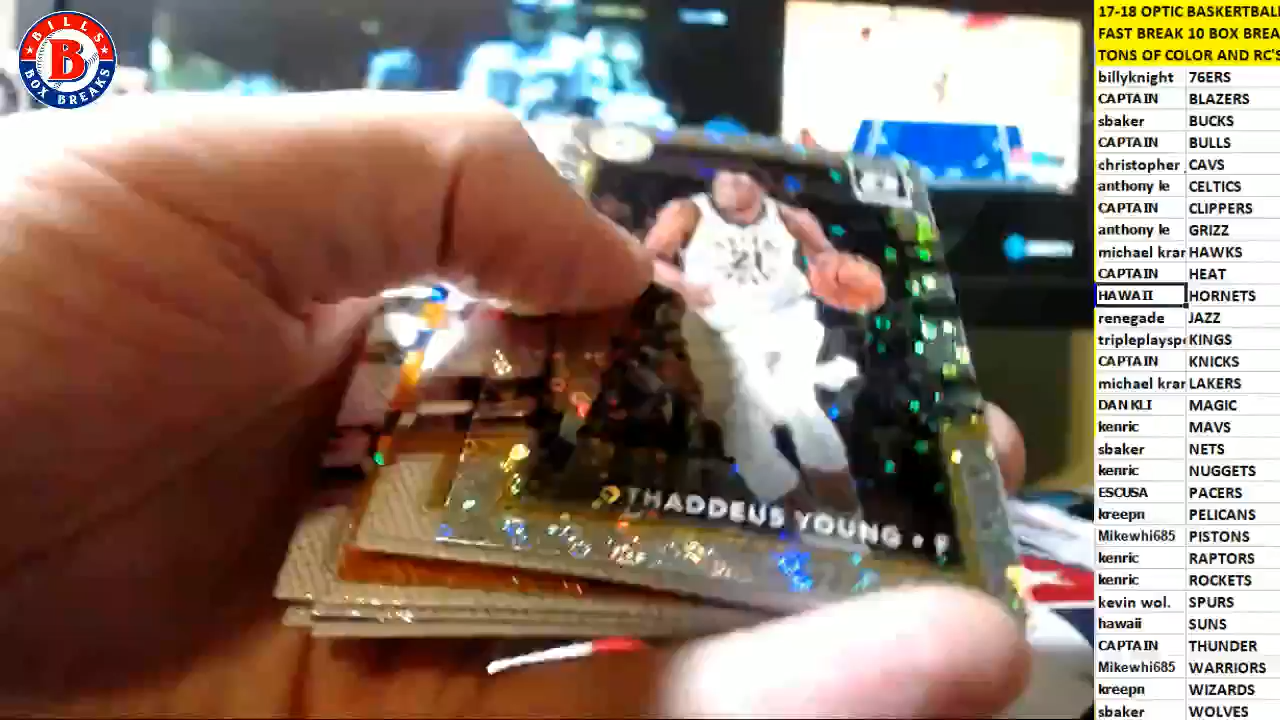 BILLS
B
BOX BREAKS
21
THADDEUS YOUNG • F
17-18 OPTIC BASKERTBALL
FAST BREAK 10 BOX BREA
TONS OF COLOR AND RC'S
billyknight 76ERS
CAPTAIN BLAZERS
sbaker BUCKS
CAPTAIN BULLS
christopher CAVS
anthony le CELTICS
CAPTAIN CLIPPERS
anthony le GRIZZ
michael krar HAWKS
CAPTAIN HEAT
HAWAII HORNETS
renegade JAZZ
tripleplayspo KINGS
CAPTAIN KNICKS
michael krar LAKERS
DAN KLI MAGIC
kenric MAVS
sbaker NETS
kenric NUGGETS
ESCUSA PACERS
kreepn PELICANS
Mikewhi685 PISTONS
kenric RAPTORS
kenric ROCKETS
kevin wol. SPURS
hawaii SUNS
CAPTAIN THUNDER
Mikewhi685 WARRIORS
kreepn WIZARDS
sbaker WOLVES